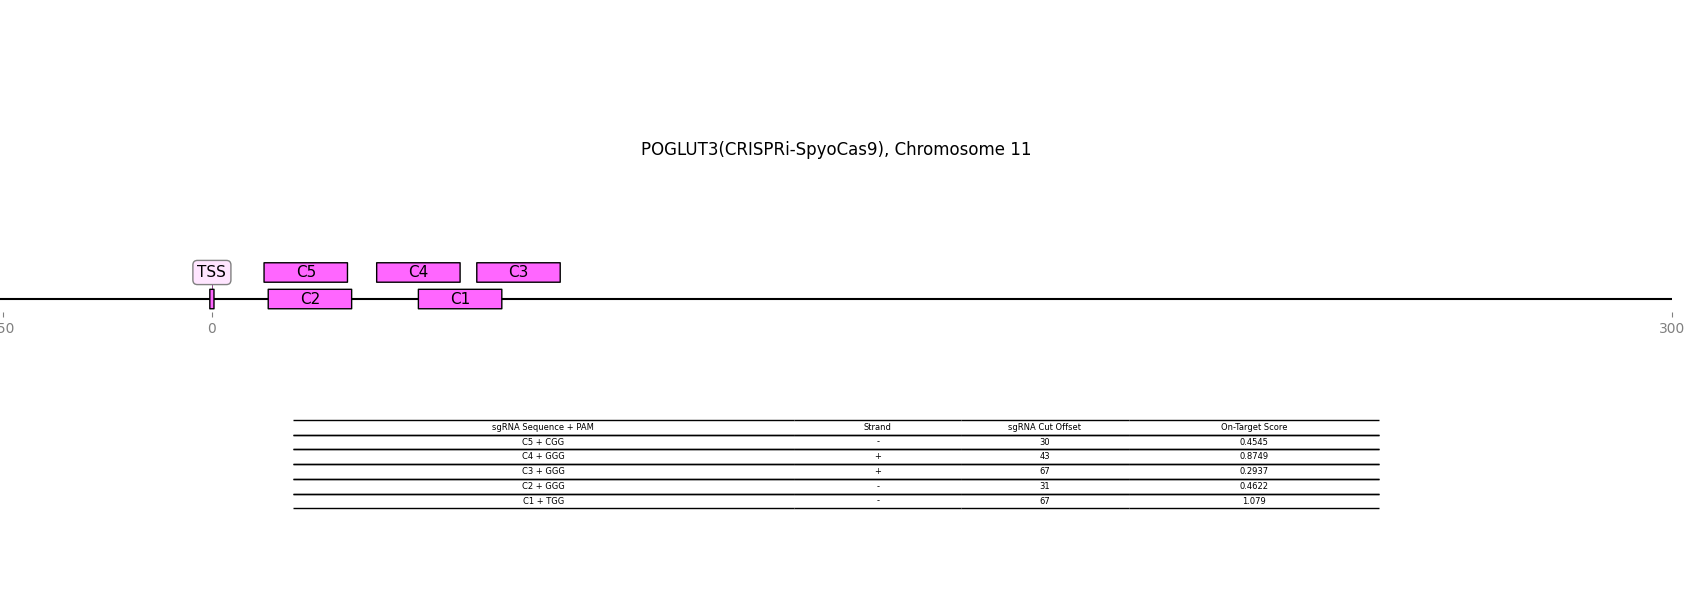 POGLUT3(CRISPRi-SpyoCas9), Chromosome 11
TSS C5 C4 C3
C2 C1
50 0 300
sgRNA Sequence + PAM Strand sgRNA Cut Offset On-Target Score
C5 + CGG - 30 0.4545
C4 + GGG + 43 0.8749
C3 + GGG + 67 0.2937
C2 + GGG - 31 0.4622
C1 + TGG - 67 1.079